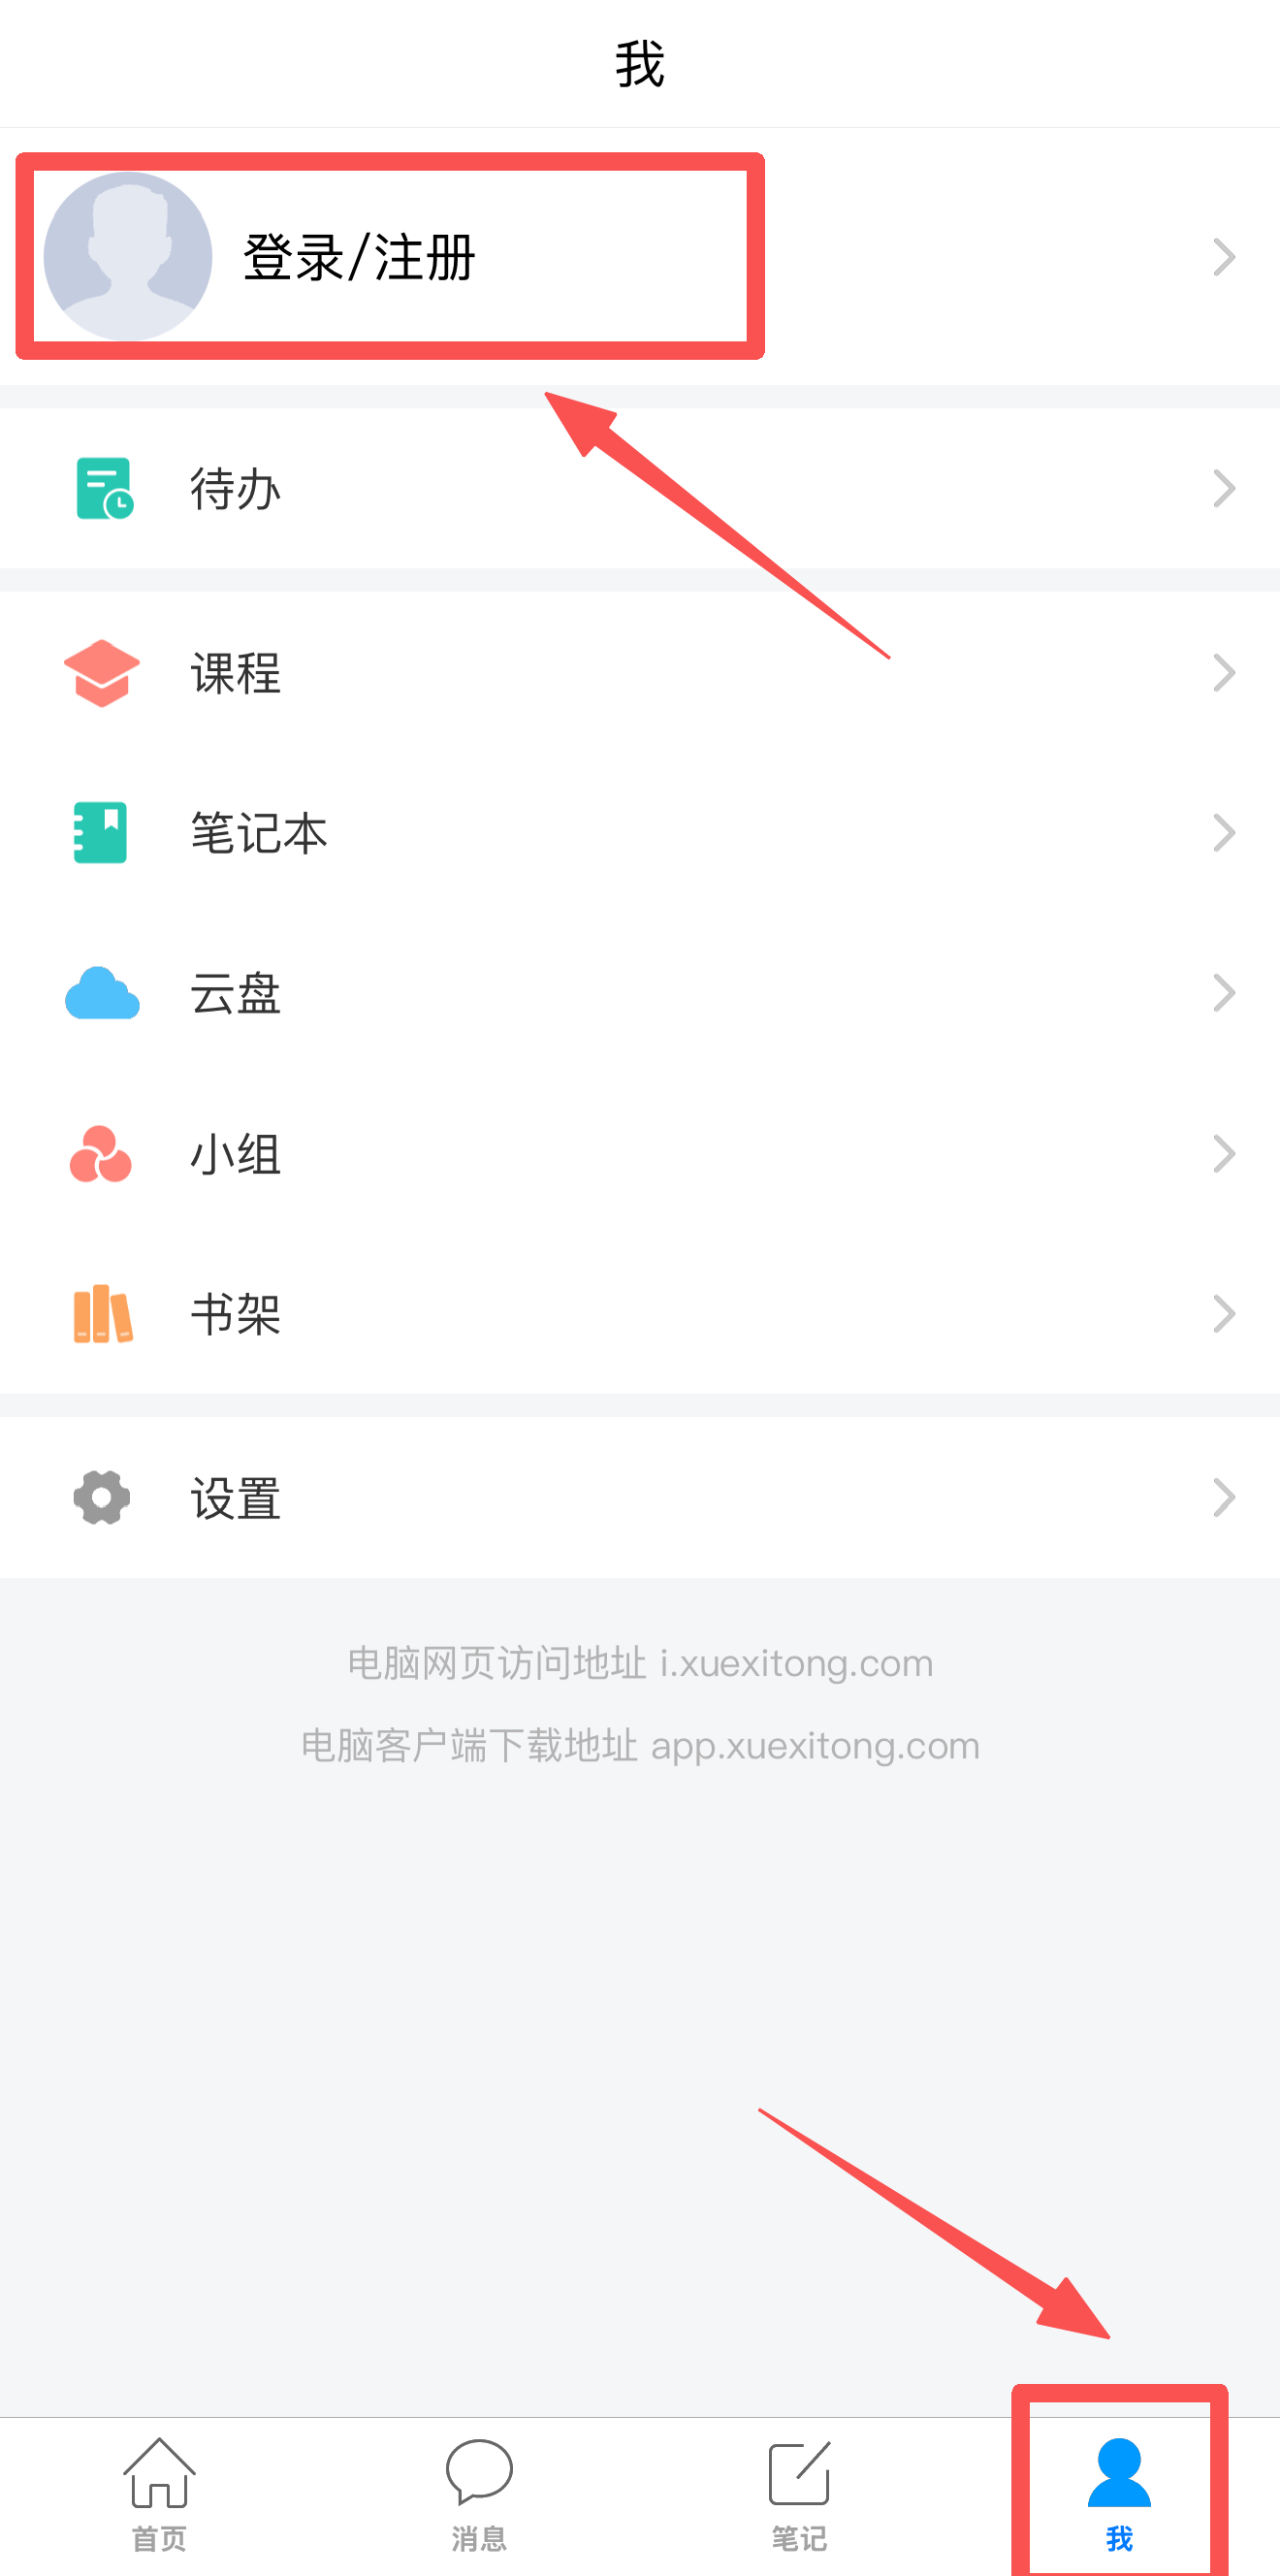 我
登录/注册
待办
课程
笔记本
云盘
小组
书架
设置
电脑网页访问地址 i.xuexitong.com
电脑客户端下载地址 app.xuexitong.com
首页
消息
笔记
我